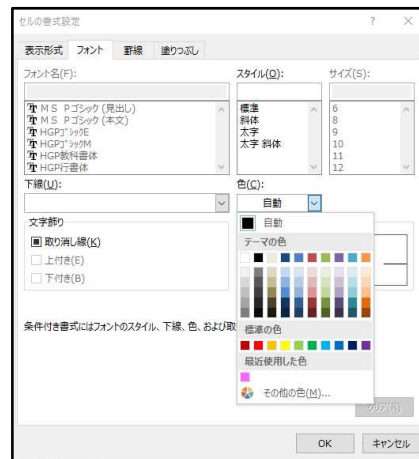 セルの書式設定 ? ×
表示形式 フォント 罫線 塗りつぶし
フォント名(F): スタイル(O): サイズ(S):
ＭＳ Ｐゴシック (見出し) 標準 6
ＭＳ Ｐゴシック (本文) 斜体 8
HGPｺﾞｼｯｸE 太字 9
HGPｺﾞｼｯｸM 太字 斜体 10
HGP教科書体 11
HGP行書体 12
下線(U): 色(C):
自動
文字飾り 自動
取り消し線(K) テーマの色
上付き(E)
下付き(B)
条件付き書式にはフォントのスタイル、下線、色、および取
標準の色
最近使用した色
その他の色(M)...
クリア(R)
OK キャンセル